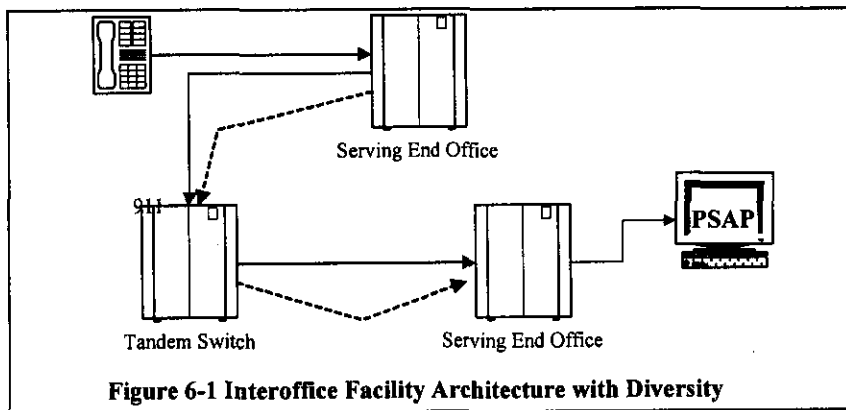 Serving End Office
911
PSAP
Tandem Switch
Serving End Office
Figure 6-1 Interoffice Facility Architecture with Diversity